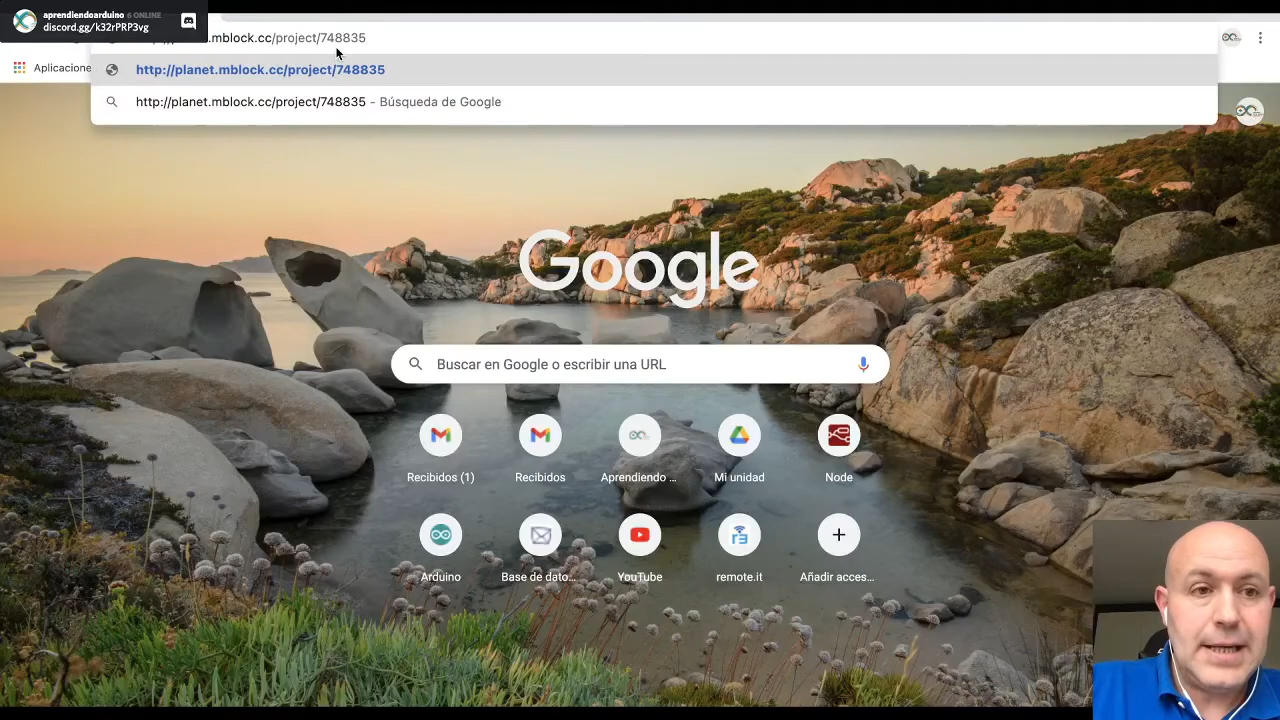 aprendiendoarduino 6 ONLINE
discord.gg/k32rPRP3vg
.mblock.cc/project/748835
Aplicacione
http://planet.mblock.cc/project/748835
http://planet.mblock.cc/project/748835 - Búsqueda de Google
Google
Buscar en Google o escribir una URL
Recibidos (1)
Recibidos
Aprendiendo ...
Mi unidad
Node
Arduino
Base de dato...
YouTube
remote.it
Añadir acces...